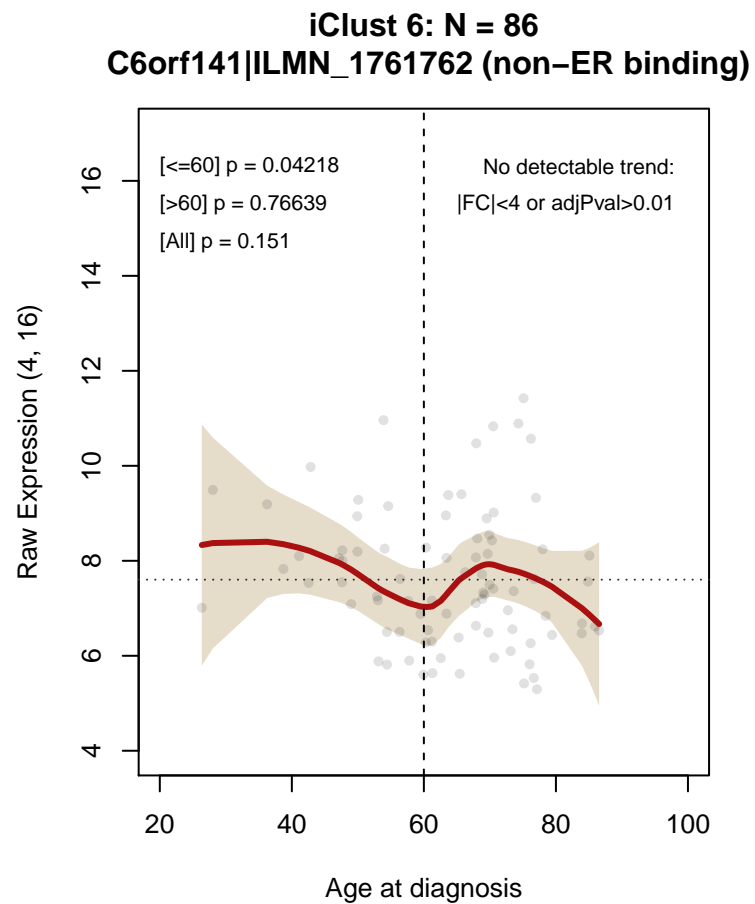 iClust 6: N = 86
C6orf141|ILMN_1761762 (non−ER binding)
[<=60] p = 0.04218
[>60] p = 0.76639
[All] p = 0.151
No detectable trend:
|FC|<4 or adjPval>0.01
Raw Expression (4, 16)
16
14
12
10
8
6
4
20 40 60 80 100
Age at diagnosis